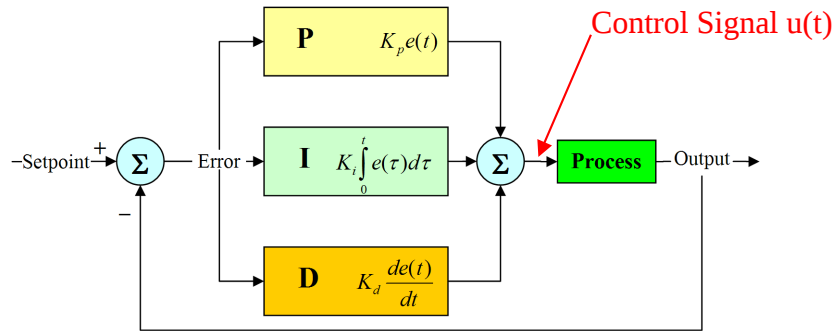 Control Signal u(t)
P K_p e(t)
+
–Setpoint Σ Error I K_i ∫_0^t e(τ)dτ Σ Process Output
–
D K_d de(t)/dt